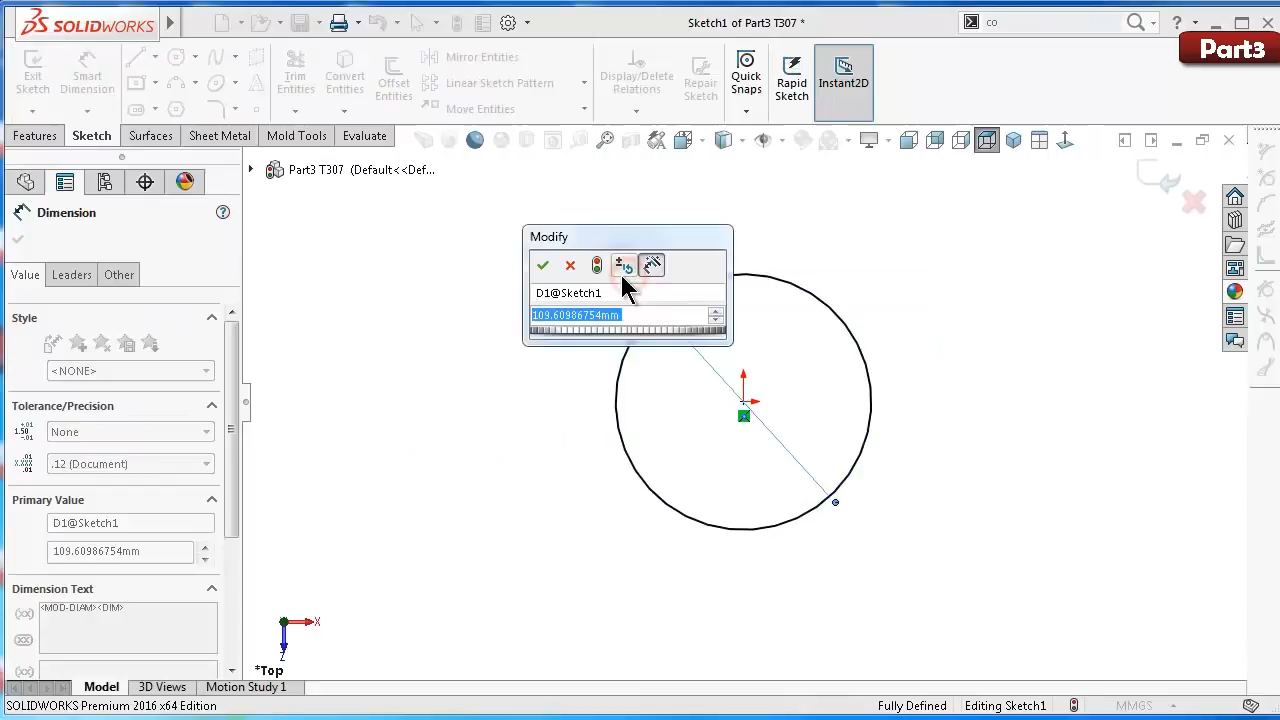 SOLIDWORKS
Sketch1 of Part3 T307 *
co
Part3
Exit Sketch
Smart Dimension
Trim Entities
Convert Entities
Offset Entities
Mirror Entities
Linear Sketch Pattern
Move Entities
Display/Delete Relations
Repair Sketch
Quick Snaps
Rapid Sketch
Instant2D
Features
Sketch
Surfaces
Sheet Metal
Mold Tools
Evaluate
Part3 T307 (Default<<Def...
Dimension
Value
Leaders
Other
Style
<NONE>
Tolerance/Precision
None
.12 (Document)
Primary Value
D1@Sketch1
109.60986754mm
Dimension Text
<MOD-DIAM><DIM>
Modify
D1@Sketch1
109.60986754mm
X
Z
*Top
Model
3D Views
Motion Study 1
SOLIDWORKS Premium 2016 x64 Edition
Fully Defined
Editing Sketch1
MMGS